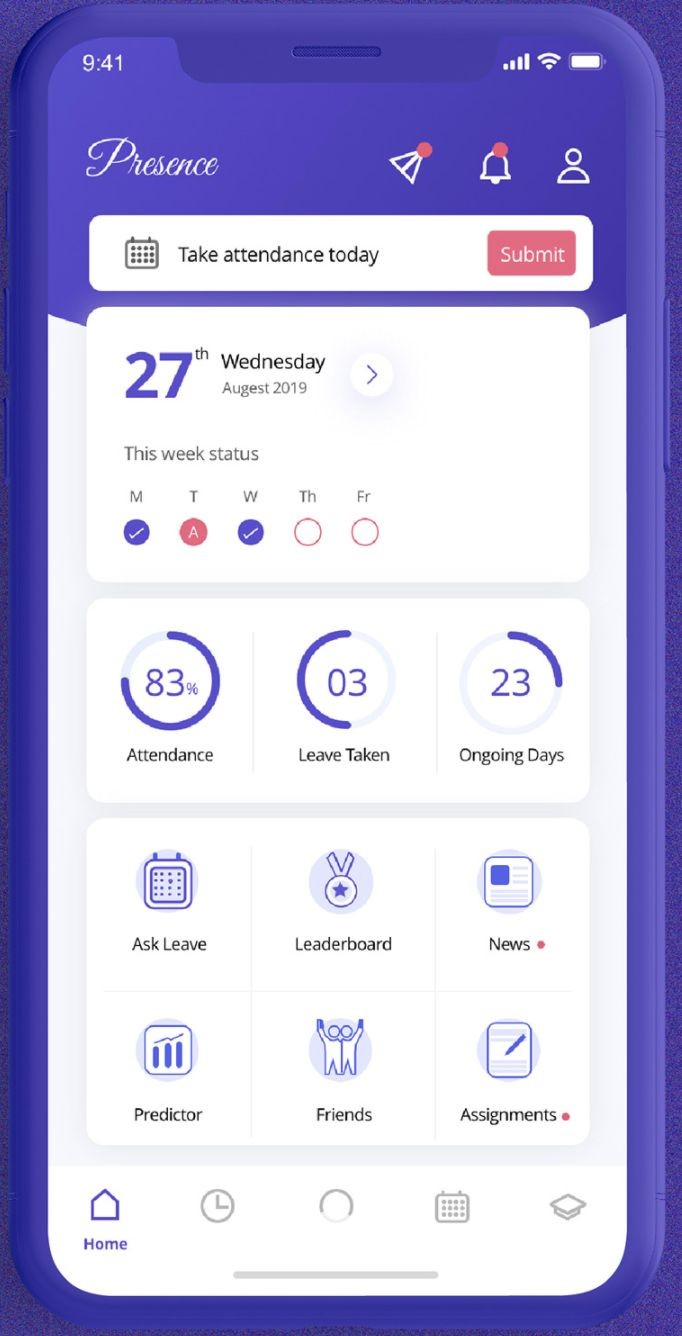 9:41
Presence
Take attendance today
Submit
27th
Wednesday
Augest 2019
This week status
M T W Th Fr
A
83%
03
23
Attendance
Leave Taken
Ongoing Days
Ask Leave
Leaderboard
News
Predictor
Friends
Assignments
Home